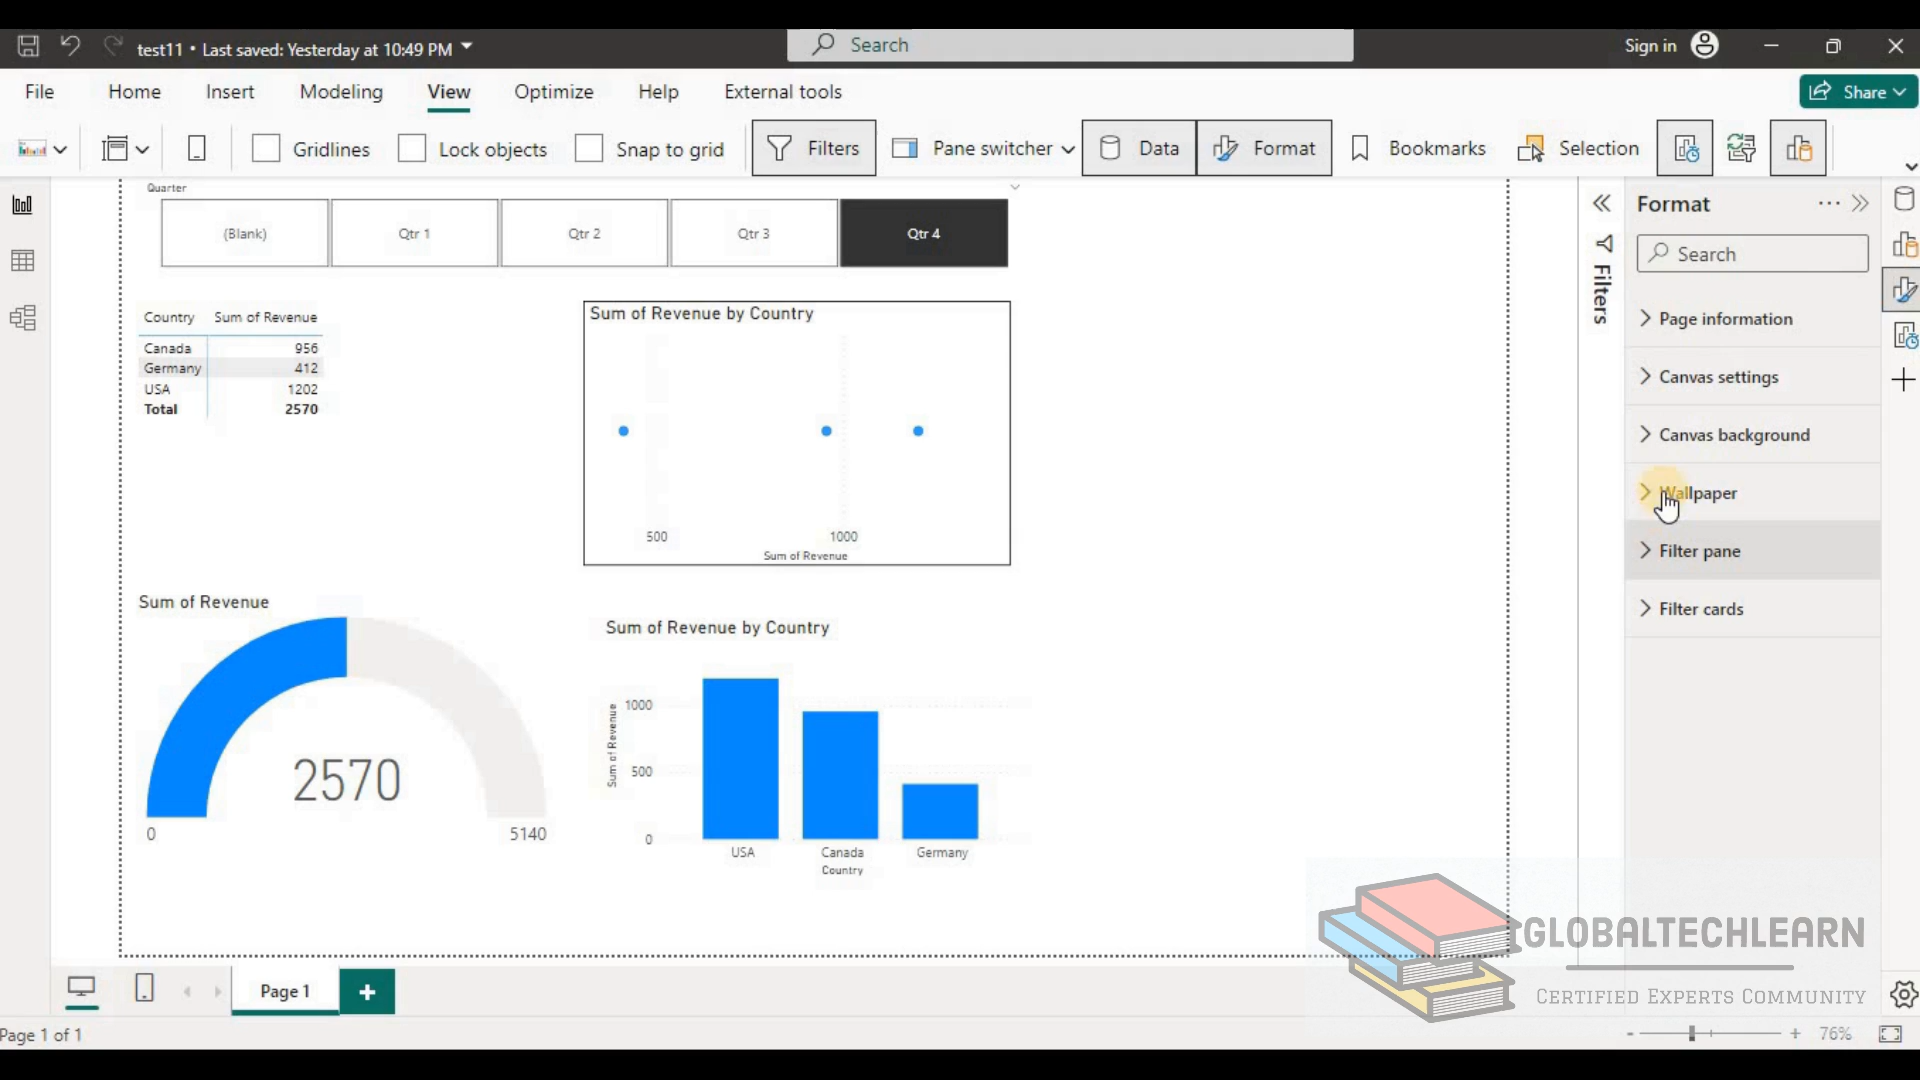 test11 • Last saved: Yesterday at 10:49 PM
Search
Sign in
File Home Insert Modeling View Optimize Help External tools
Share
Gridlines Lock objects Snap to grid Filters Pane switcher Data Format Bookmarks Selection
Quarter
(Blank) Qtr 1 Qtr 2 Qtr 3 Qtr 4
Country Sum of Revenue
Canada 956
Germany 412
USA 1202
Total 2570
Sum of Revenue by Country
500 1000
Sum of Revenue
Sum of Revenue
2570
0 5140
Sum of Revenue by Country
Sum of Revenue
1000
500
0
USA Canada Germany
Country
Filters
Format
Search
Page information
Canvas settings
Canvas background
Wallpaper
Filter pane
Filter cards
GLOBALTECHLEARN
CERTIFIED EXPERTS COMMUNITY
Page 1
Page 1 of 1
- + 76%